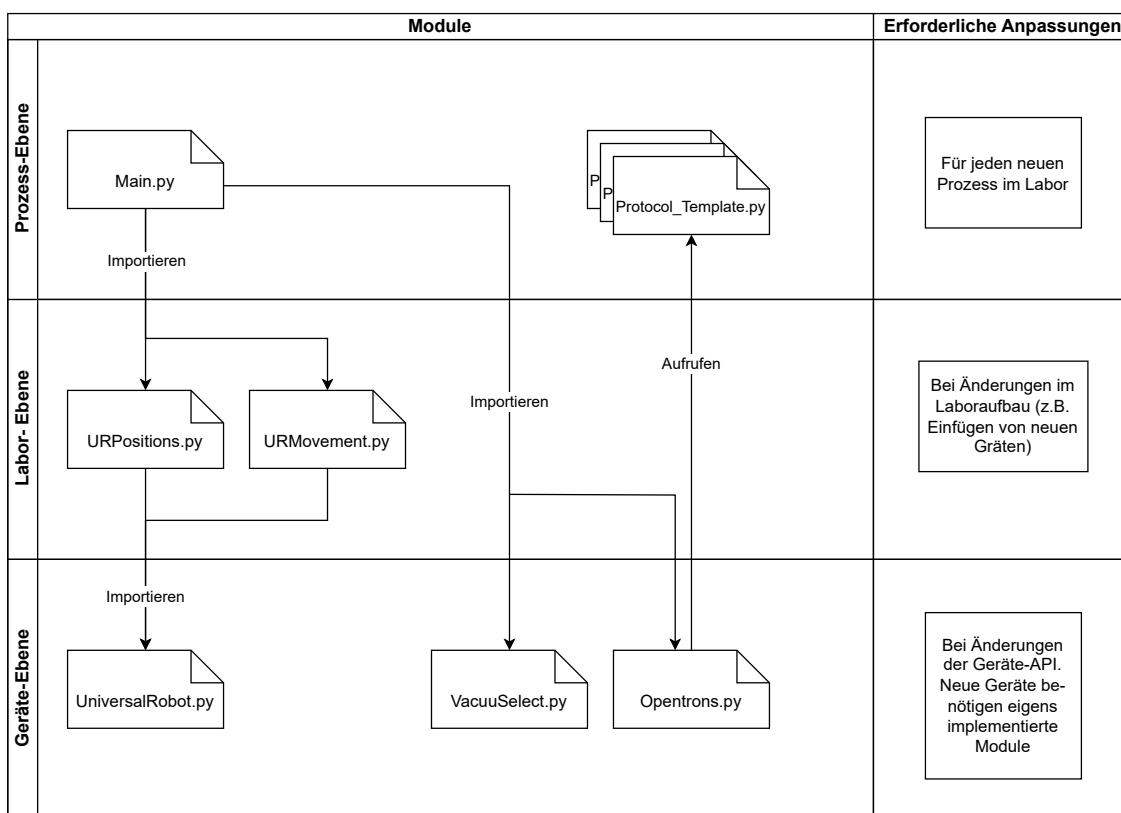 Module
Erforderliche Anpassungen
Prozess-Ebene
Main.py
P
P
Protocol_Template.py
Für jeden neuen
Prozess im Labor
Importieren
Labor- Ebene
Aufrufen
Importieren
URPositions.py
URMovement.py
Bei Änderungen im
Laboraufbau (z.B.
Einfügen von neuen
Gräten)
Geräte-Ebene
Importieren
UniversalRobot.py
VacuuSelect.py
Opentrons.py
Bei Änderungen
der Geräte-API.
Neue Geräte be-
nötigen eigens
implementierte
Module